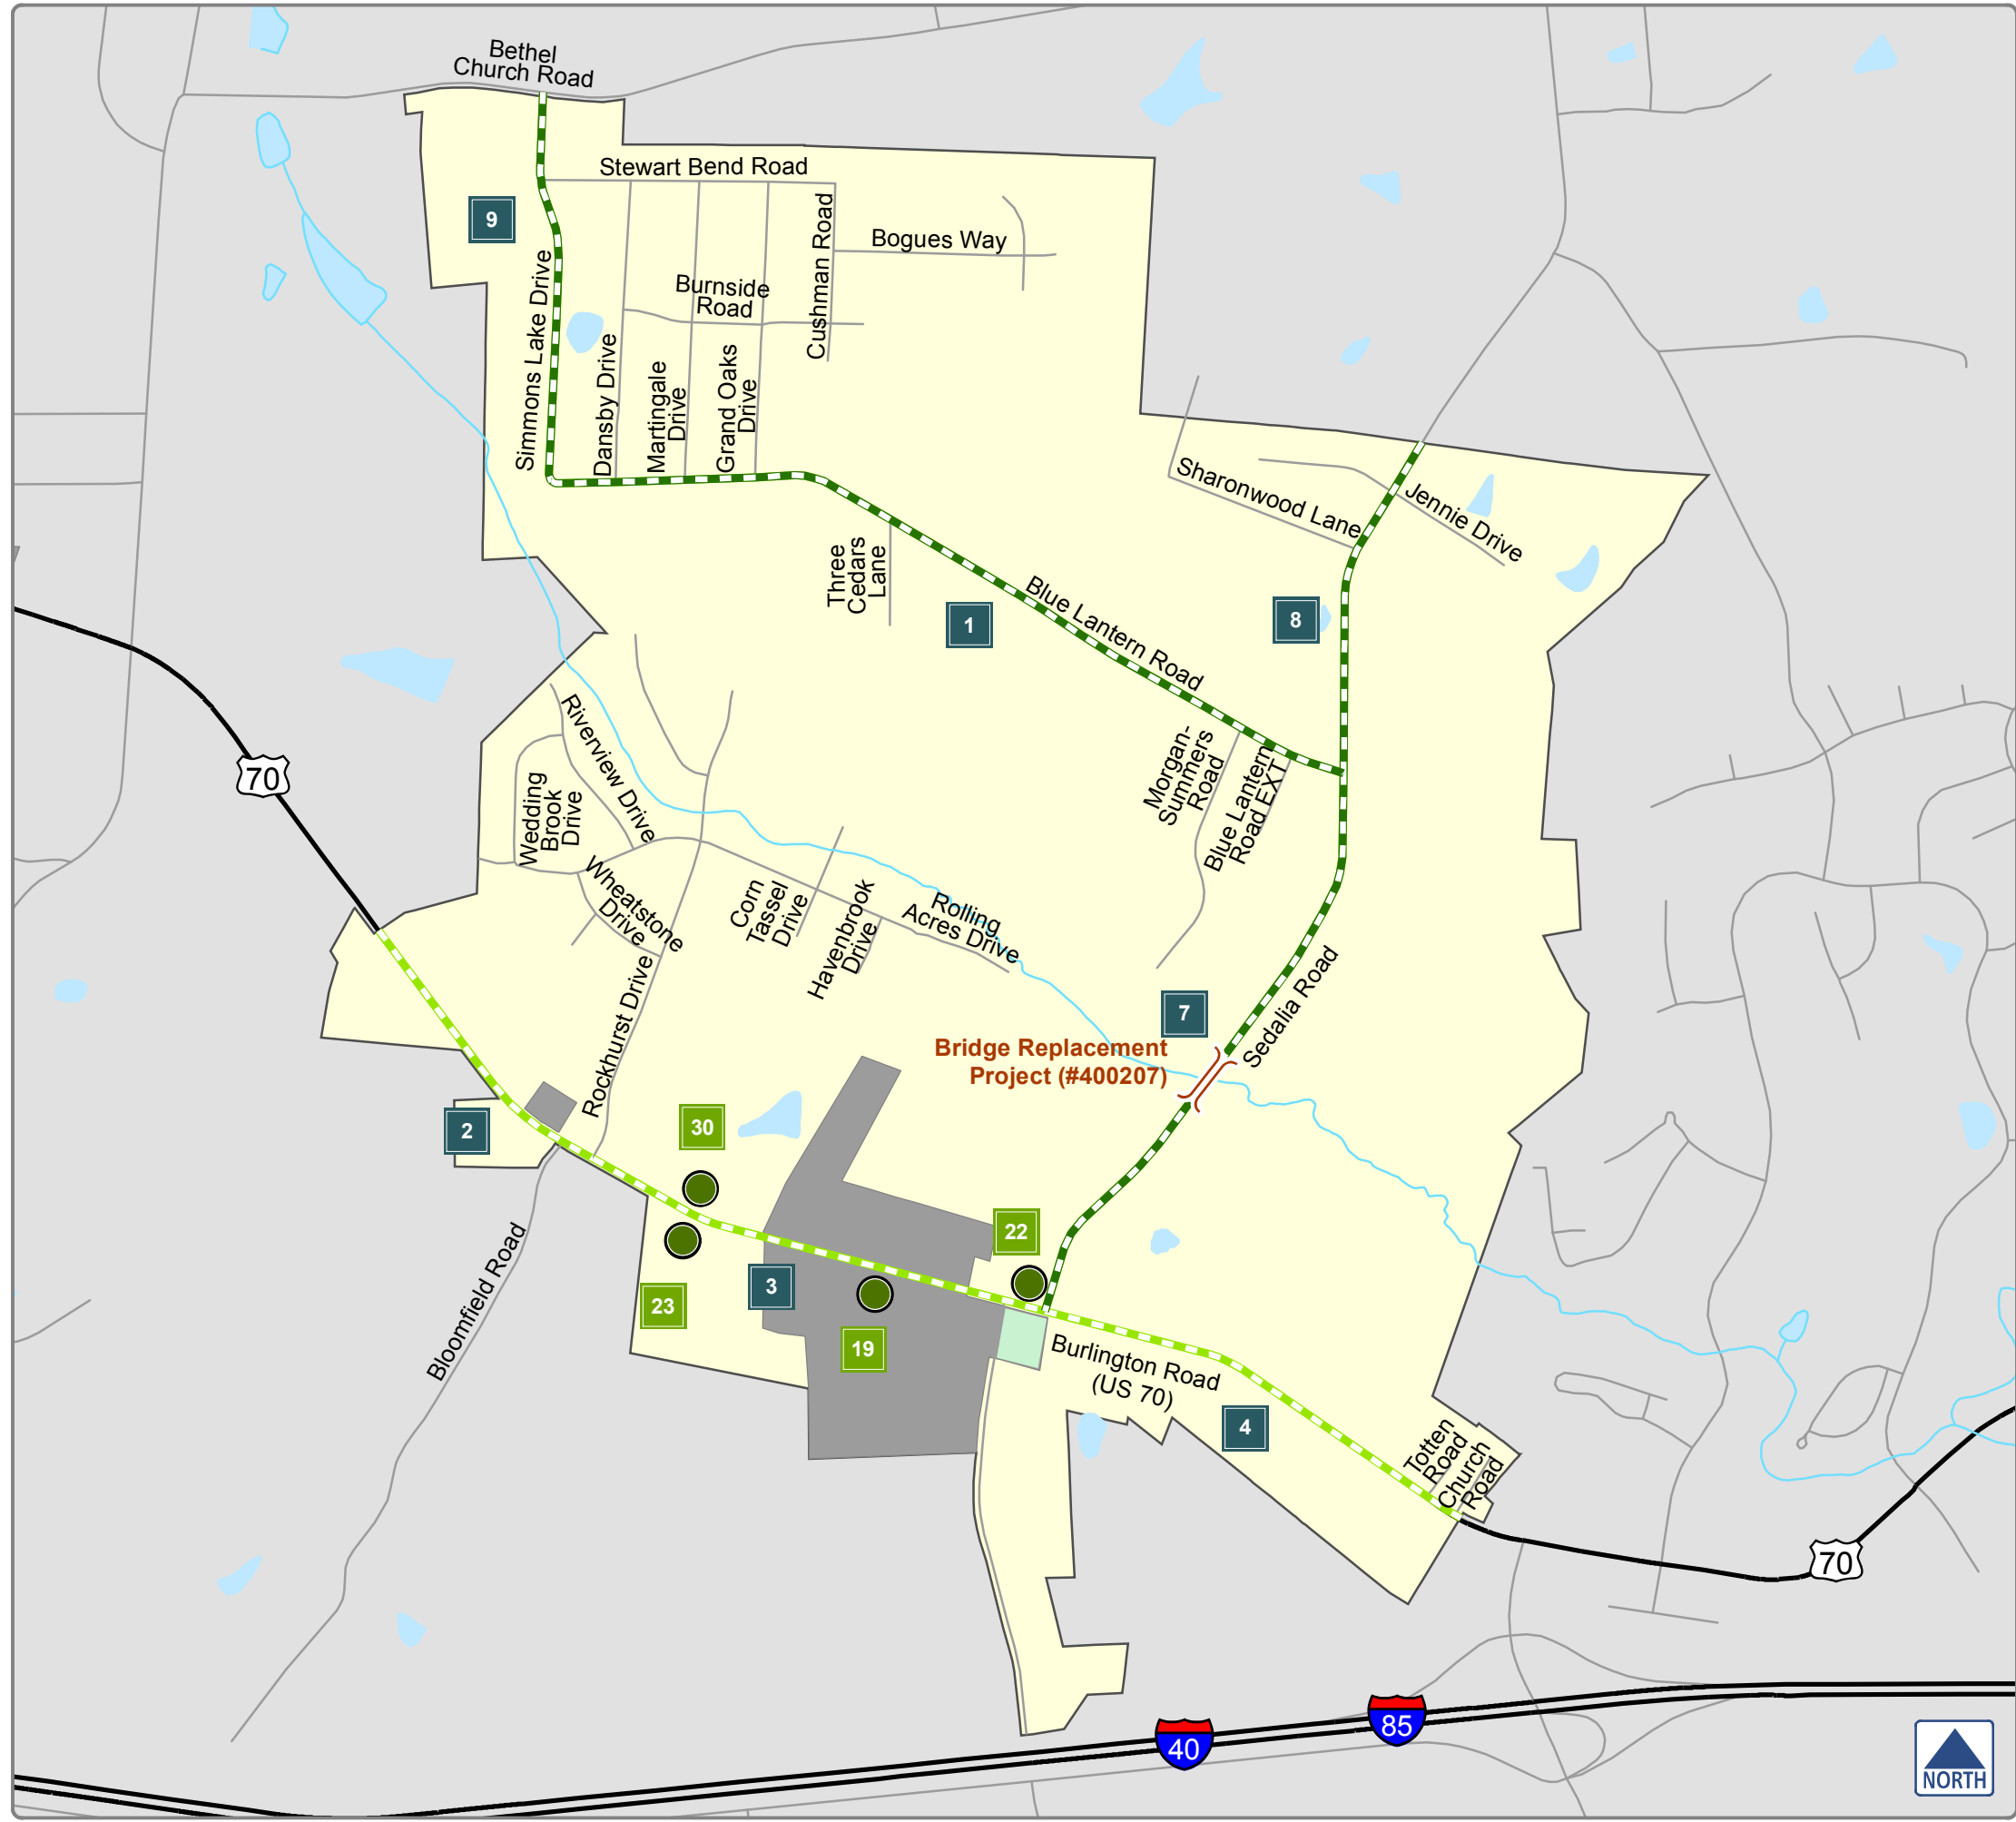 Bethel
Church Road
Stewart Bend Road
9
Cushman Road
Bogues Way
Burnside
Road
Simmons Lake Drive
Dansby Drive
Martingale
Drive
Grand Oaks
Drive
Sharonwood Lane
Jennie Drive
Three
Cedars
Lane
1
Blue Lantern Road
8
70
Riverview Drive
Wedding
Brook
Drive
Morgan-
Summers
Road
Blue Lantern
Road EXT
Wheatstone
Drive
Corn
Tassel
Drive
Havenbrook
Drive
Rolling
Acres Drive
Rockhurst Drive
7
Sedalia Road
Bridge Replacement
Project (#400207)
2
30
22
Bloomfield Road
3
23
19
Burlington Road
(US 70)
4
Totten
Road
Church
Road
70
85
40
NORTH